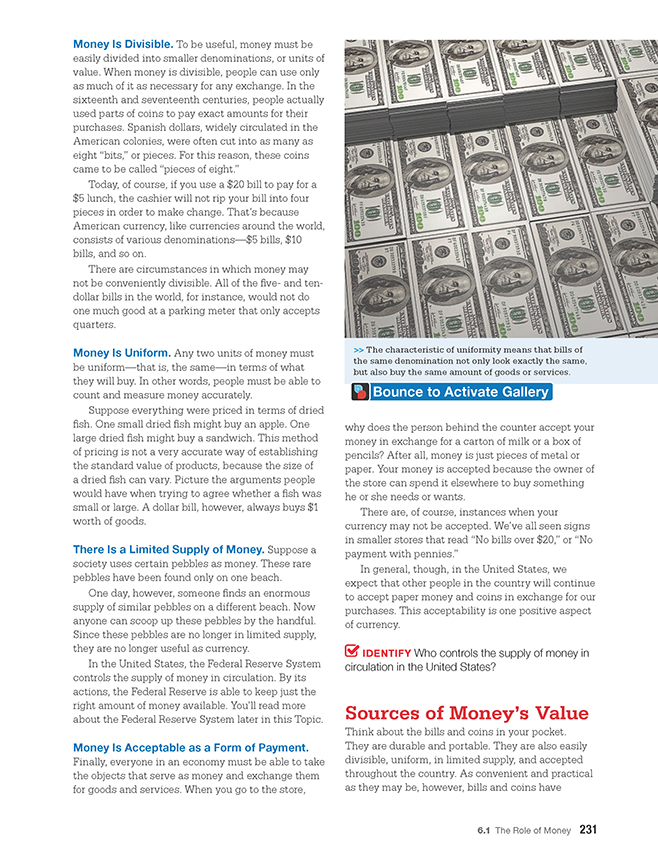 Money Is Divisible. To be useful, money must be
easily divided into smaller denominations, or units of
value. When money is divisible, people can use only
as much of it as necessary for any exchange. In the
sixteenth and seventeenth centuries, people actually
used parts of coins to pay exact amounts for their
purchases. Spanish dollars, widely circulated in the
American colonies, were often cut into as many as
eight “bits,” or pieces. For this reason, these coins
came to be called “pieces of eight.”
Today, of course, if you use a $20 bill to pay for a
$5 lunch, the cashier will not rip your bill into four
pieces in order to make change. That’s because
American currency, like currencies around the world,
consists of various denominations—$5 bills, $10
bills, and so on.
There are circumstances in which money may
not be conveniently divisible. All of the five- and ten-
dollar bills in the world, for instance, would not do
one much good at a parking meter that only accepts
quarters.
Money Is Uniform. Any two units of money must
be uniform—that is, the same—in terms of what
they will buy. In other words, people must be able to
count and measure money accurately.
Suppose everything were priced in terms of dried
fish. One small dried fish might buy an apple. One
large dried fish might buy a sandwich. This method
of pricing is not a very accurate way of establishing
the standard value of products, because the size of
a dried fish can vary. Picture the arguments people
would have when trying to agree whether a fish was
small or large. A dollar bill, however, always buys $1
worth of goods.
There Is a Limited Supply of Money. Suppose a
society uses certain pebbles as money. These rare
pebbles have been found only on one beach.
One day, however, someone finds an enormous
supply of similar pebbles on a different beach. Now
anyone can scoop up these pebbles by the handful.
Since these pebbles are no longer in limited supply,
they are no longer useful as currency.
In the United States, the Federal Reserve System
controls the supply of money in circulation. By its
actions, the Federal Reserve is able to keep just the
right amount of money available. You’ll read more
about the Federal Reserve System later in this Topic.
Money Is Acceptable as a Form of Payment.
Finally, everyone in an economy must be able to take
the objects that serve as money and exchange them
for goods and services. When you go to the store,
>> The characteristic of uniformity means that bills of
the same denomination not only look exactly the same,
but also buy the same amount of goods or services.
Bounce to Activate Gallery
why does the person behind the counter accept your
money in exchange for a carton of milk or a box of
pencils? After all, money is just pieces of metal or
paper. Your money is accepted because the owner of
the store can spend it elsewhere to buy something
he or she needs or wants.
There are, of course, instances when your
currency may not be accepted. We’ve all seen signs
in smaller stores that read “No bills over $20,” or “No
payment with pennies.”
In general, though, in the United States, we
expect that other people in the country will continue
to accept paper money and coins in exchange for our
purchases. This acceptability is one positive aspect
of currency.
IDENTIFY Who controls the supply of money in
circulation in the United States?
Sources of Money’s Value
Think about the bills and coins in your pocket.
They are durable and portable. They are also easily
divisible, uniform, in limited supply, and accepted
throughout the country. As convenient and practical
as they may be, however, bills and coins have
6.1 The Role of Money 231